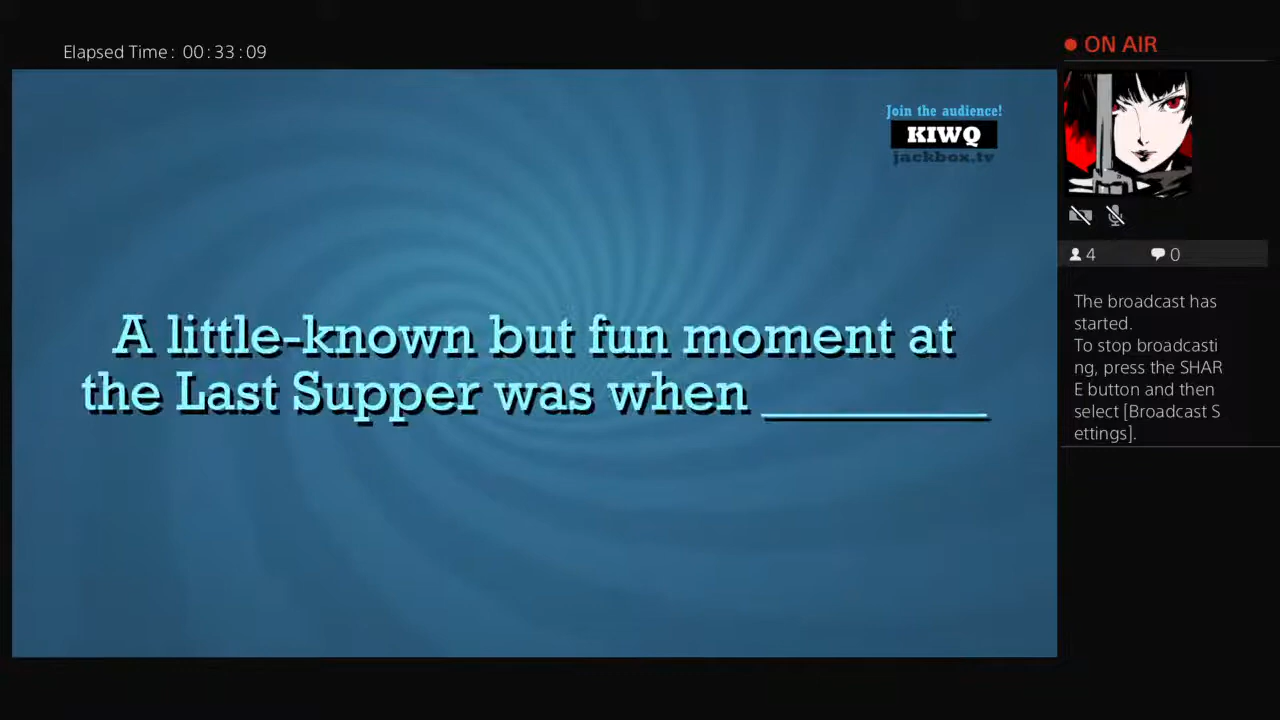 Elapsed Time: 00:33:09
ON AIR
Join the audience!
KIWQ
jackbox.tv
4
0
A little-known but fun moment at
the Last Supper was when ________
The broadcast has
started.
To stop broadcasti
ng, press the SHAR
E button and then
select [Broadcast S
ettings].